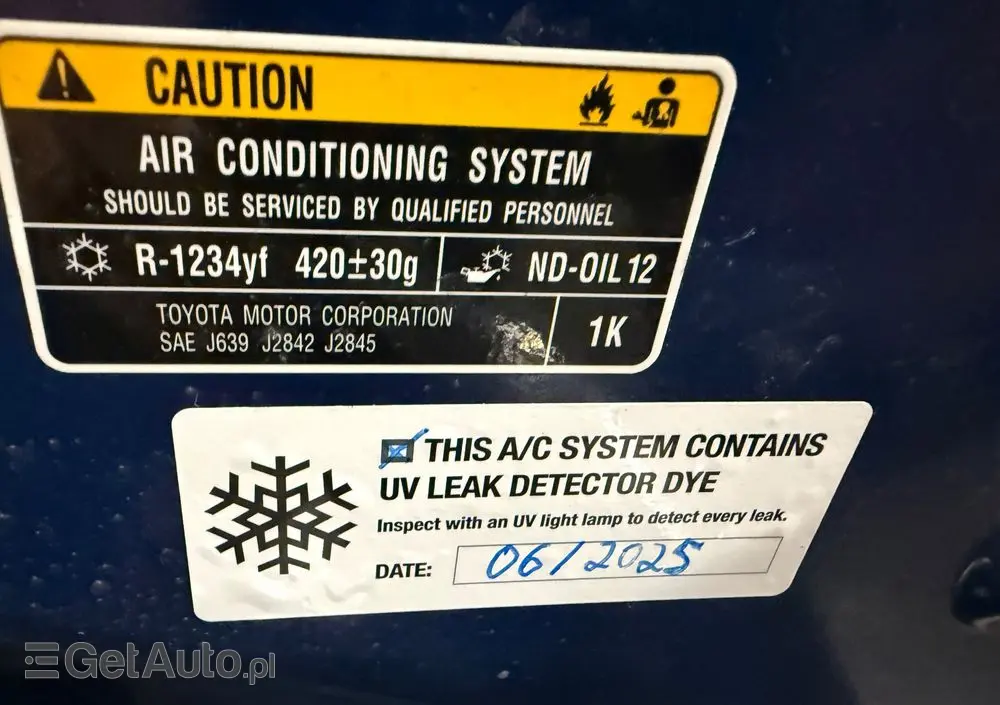 CAUTION
AIR CONDITIONING SYSTEM
SHOULD BE SERVICED BY QUALIFIED PERSONNEL
R-1234yf 420±30g ND-OIL 12
TOYOTA MOTOR CORPORATION
SAE J639 J2842 J2845
1K
THIS A/C SYSTEM CONTAINS
UV LEAK DETECTOR DYE
Inspect with an UV light lamp to detect every leak.
DATE: 06/2025
GetAuto.pl